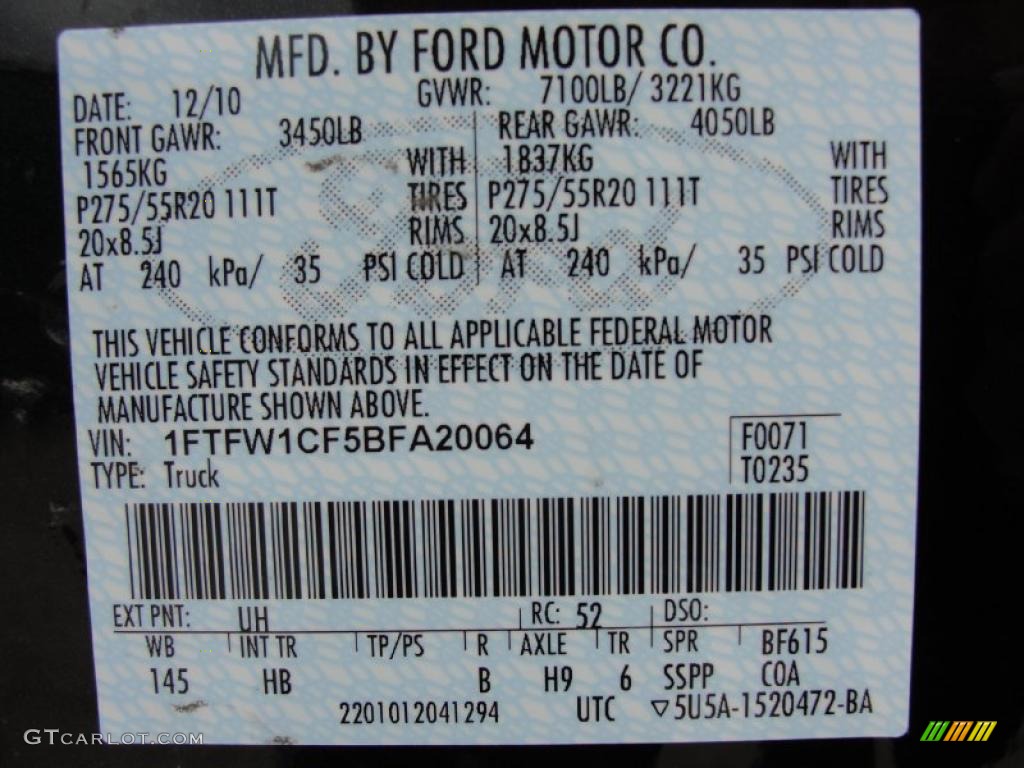 MFD. BY FORD MOTOR CO.
DATE: 12/10 GVWR: 7100LB/ 3221KG
FRONT GAWR: 3450LB REAR GAWR: 4050LB
1565KG WITH 1837KG WITH
P275/55R20 111T TIRES P275/55R20 111T TIRES
20x8.5J RIMS 20x8.5J RIMS
AT 240 kPa/ 35 PSI COLD AT 240 kPa/ 35 PSI COLD
THIS VEHICLE CONFORMS TO ALL APPLICABLE FEDERAL MOTOR
VEHICLE SAFETY STANDARDS IN EFFECT ON THE DATE OF
MANUFACTURE SHOWN ABOVE.
VIN: 1FTFW1CF5BFA20064 F0071
TYPE: Truck T0235
EXT PNT: UH RC: 52 DSO:
WB INT TR TP/PS R AXLE TR SPR BF615
145 HB B H9 6 SSPP COA
2201012041294 UTC ▽5U5A-1520472-BA
GTCARLOT.COM